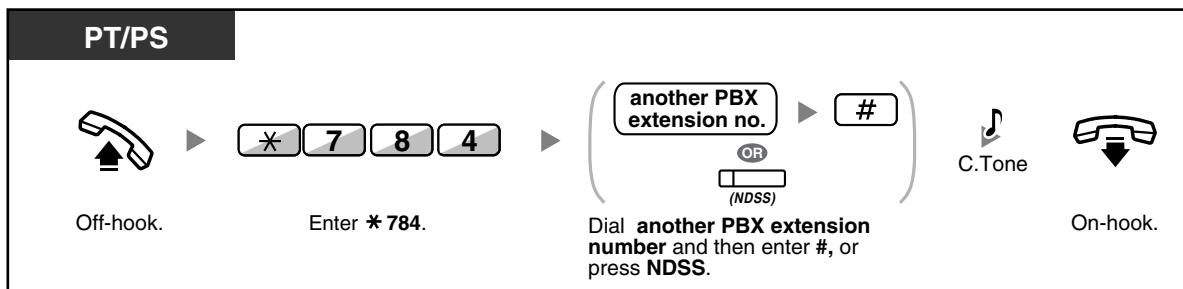 PT/PS
✳ 7 8 4
another PBX
extension no.
#
OR
(NDSS)
C.Tone
Off-hook.
Enter ✳ 784.
Dial another PBX extension
number and then enter #, or
press NDSS.
On-hook.